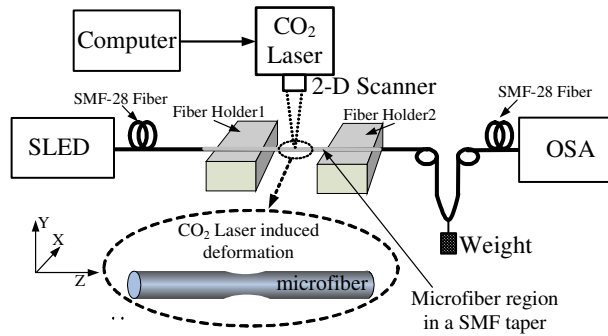 Computer
CO2
Laser
2-D Scanner
SMF-28 Fiber
Fiber Holder1
Fiber Holder2
SMF-28 Fiber
SLED
OSA
Weight
Y
X
Z
CO2 Laser induced
deformation
microfiber
Microfiber region
in a SMF taper
..